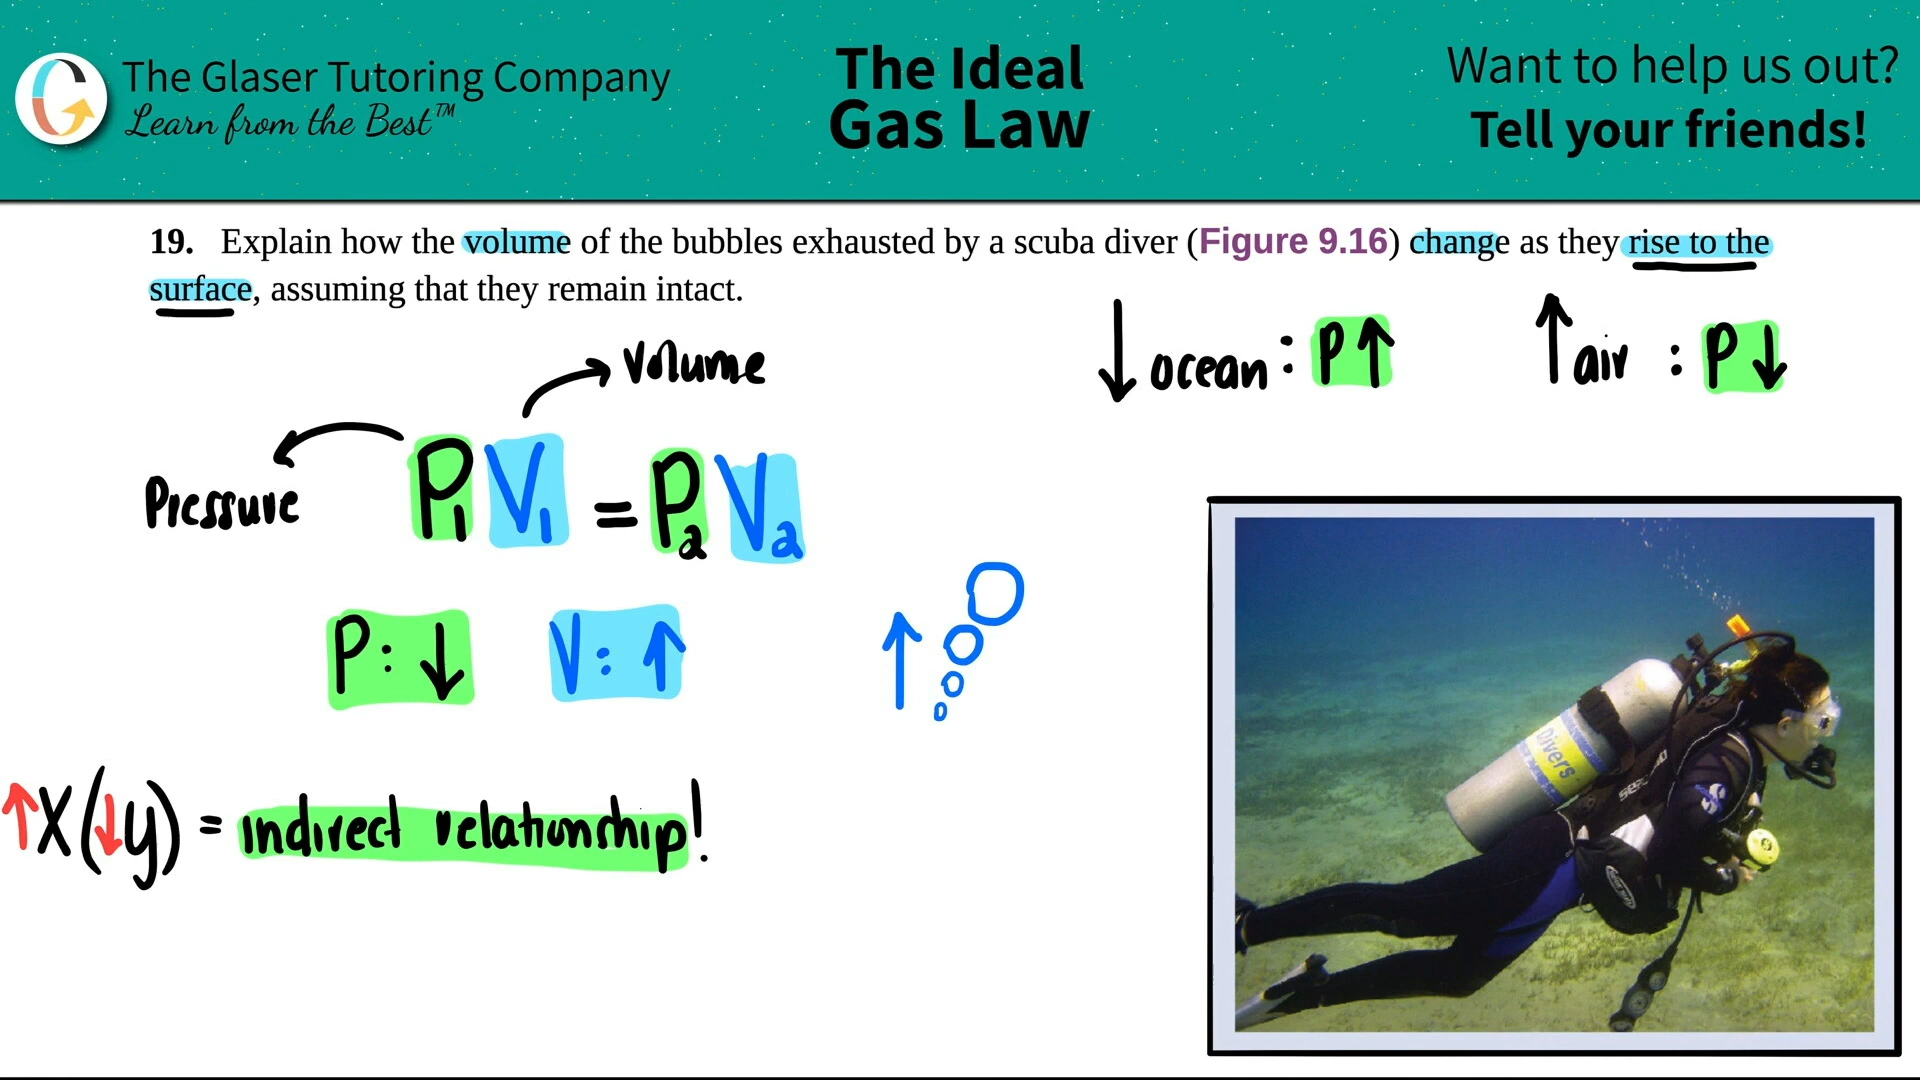 The Glaser Tutoring Company
Learn from the Best™
The Ideal
Gas Law
Want to help us out?
Tell your friends!
19. Explain how the volume of the bubbles exhausted by a scuba diver (Figure 9.16) change as they rise to the
surface, assuming that they remain intact.
↓ ocean: P↑
↑ air : P↓
Volume
Pressure
P₁V₁ = P₂V₂
P: ↓ V: ↑
↑
↑X(↓y) = indirect relationship!
Divers